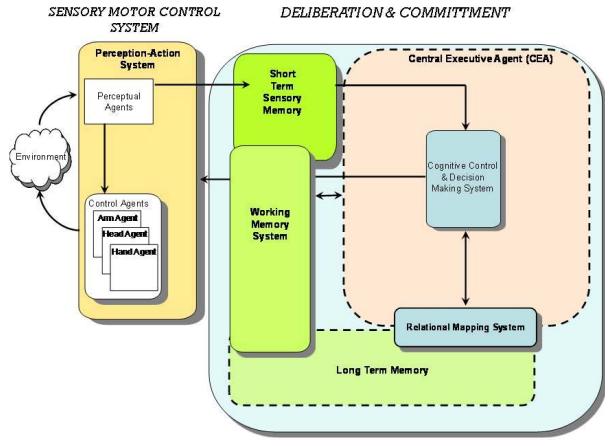 SENSORY MOTOR CONTROL
SYSTEM
DELIBERATION & COMMITTMENT
Perception-Action
System
Perceptual
Agents
Environment
Control Agents
Arm Agent
Head Agent
Hand Agent
Short
Term
Sensory
Memory
Working
Memory
System
Central Executive Agent (CEA)
Cognitive Control
& Decision
Making System
Relational Mapping System
Long Term Memory